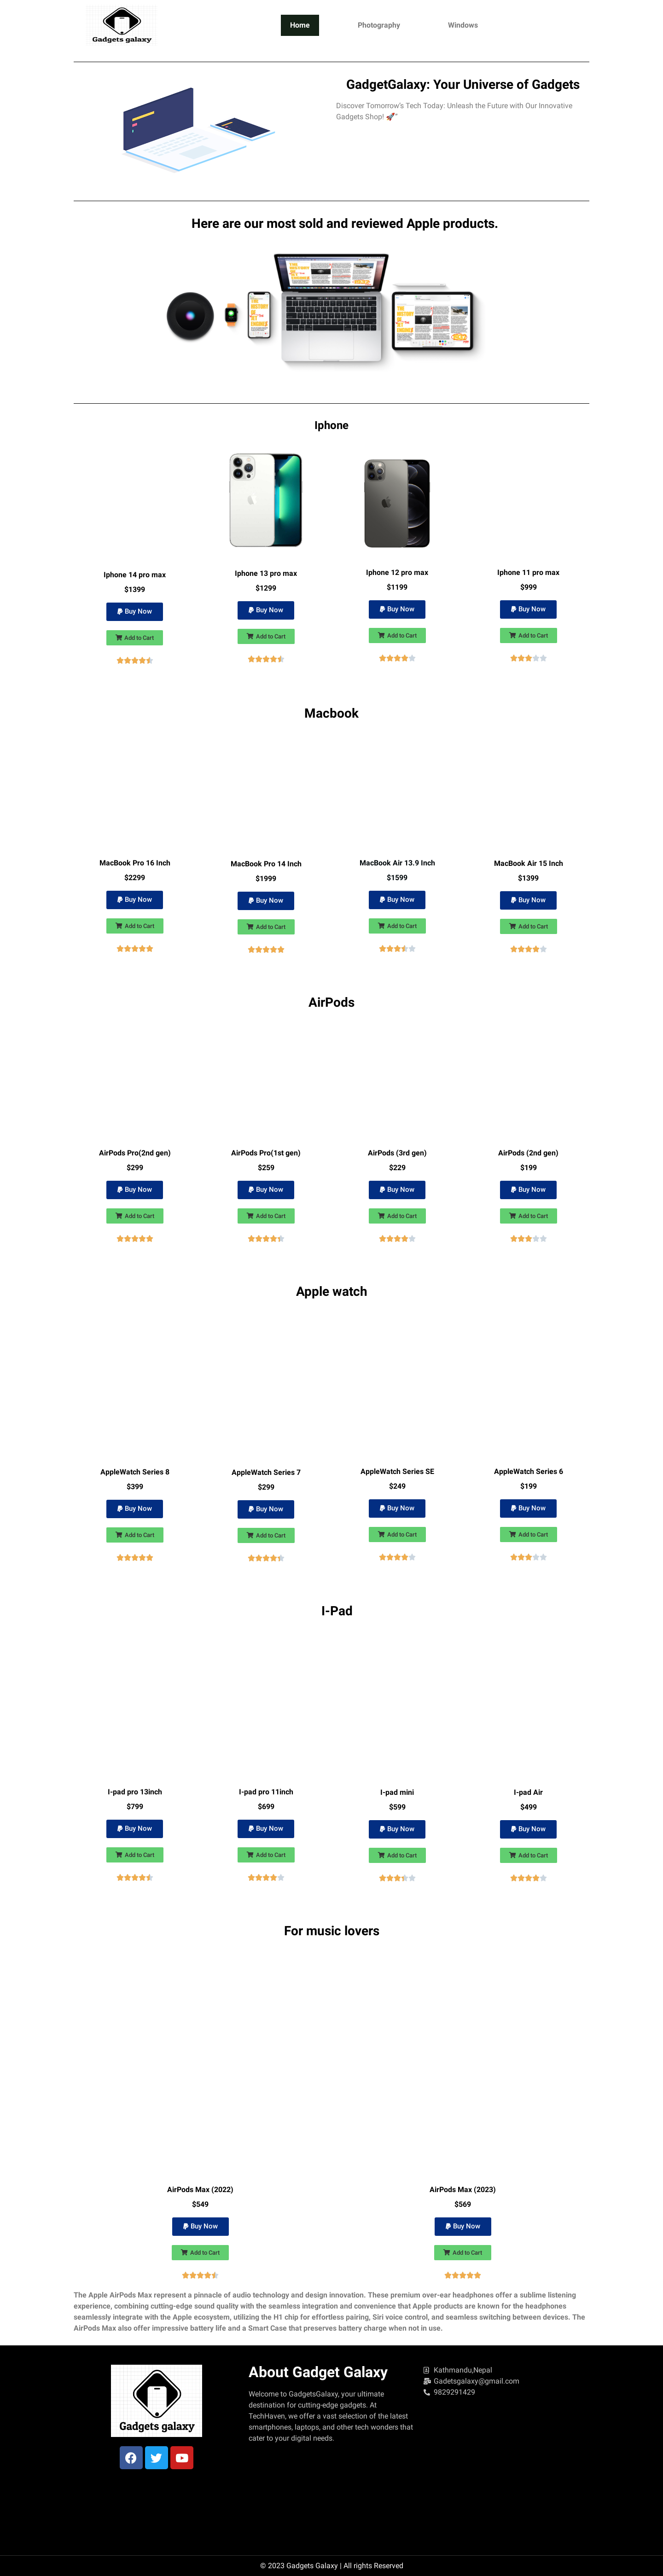 Gadgets galaxy
Home
Photography
Windows
GadgetGalaxy: Your Universe of Gadgets
Discover Tomorrow's Tech Today: Unleash the Future with Our Innovative
Gadgets Shop! 🚀"
Here are our most sold and reviewed Apple products.
Iphone
Iphone 14 pro max
$1399
Buy Now
Add to Cart
Iphone 13 pro max
$1299
Buy Now
Add to Cart
Iphone 12 pro max
$1199
Buy Now
Add to Cart
Iphone 11 pro max
$999
Buy Now
Add to Cart
Macbook
MacBook Pro 16 Inch
$2299
Buy Now
Add to Cart
MacBook Pro 14 Inch
$1999
Buy Now
Add to Cart
MacBook Air 13.9 Inch
$1599
Buy Now
Add to Cart
MacBook Air 15 Inch
$1399
Buy Now
Add to Cart
AirPods
AirPods Pro(2nd gen)
$299
Buy Now
Add to Cart
AirPods Pro(1st gen)
$259
Buy Now
Add to Cart
AirPods (3rd gen)
$229
Buy Now
Add to Cart
AirPods (2nd gen)
$199
Buy Now
Add to Cart
Apple watch
AppleWatch Series 8
$399
Buy Now
Add to Cart
AppleWatch Series 7
$299
Buy Now
Add to Cart
AppleWatch Series SE
$249
Buy Now
Add to Cart
AppleWatch Series 6
$199
Buy Now
Add to Cart
I-Pad
I-pad pro 13inch
$799
Buy Now
Add to Cart
I-pad pro 11inch
$699
Buy Now
Add to Cart
I-pad mini
$599
Buy Now
Add to Cart
I-pad Air
$499
Buy Now
Add to Cart
For music lovers
AirPods Max (2022)
$549
Buy Now
Add to Cart
AirPods Max (2023)
$569
Buy Now
Add to Cart
The Apple AirPods Max represent a pinnacle of audio technology and design innovation. These premium over-ear headphones offer a sublime listening
experience, combining cutting-edge sound quality with the seamless integration and convenience that Apple products are known for the headphones
seamlessly integrate with the Apple ecosystem, utilizing the H1 chip for effortless pairing, Siri voice control, and seamless switching between devices. The
AirPods Max also offer impressive battery life and a Smart Case that preserves battery charge when not in use.
Gadgets galaxy
About Gadget Galaxy
Welcome to GadgetsGalaxy, your ultimate
destination for cutting-edge gadgets. At
TechHaven, we offer a vast selection of the latest
smartphones, laptops, and other tech wonders that
cater to your digital needs.
Kathmandu,Nepal
Gadetsgalaxy@gmail.com
9829291429
© 2023 Gadgets Galaxy | All rights Reserved